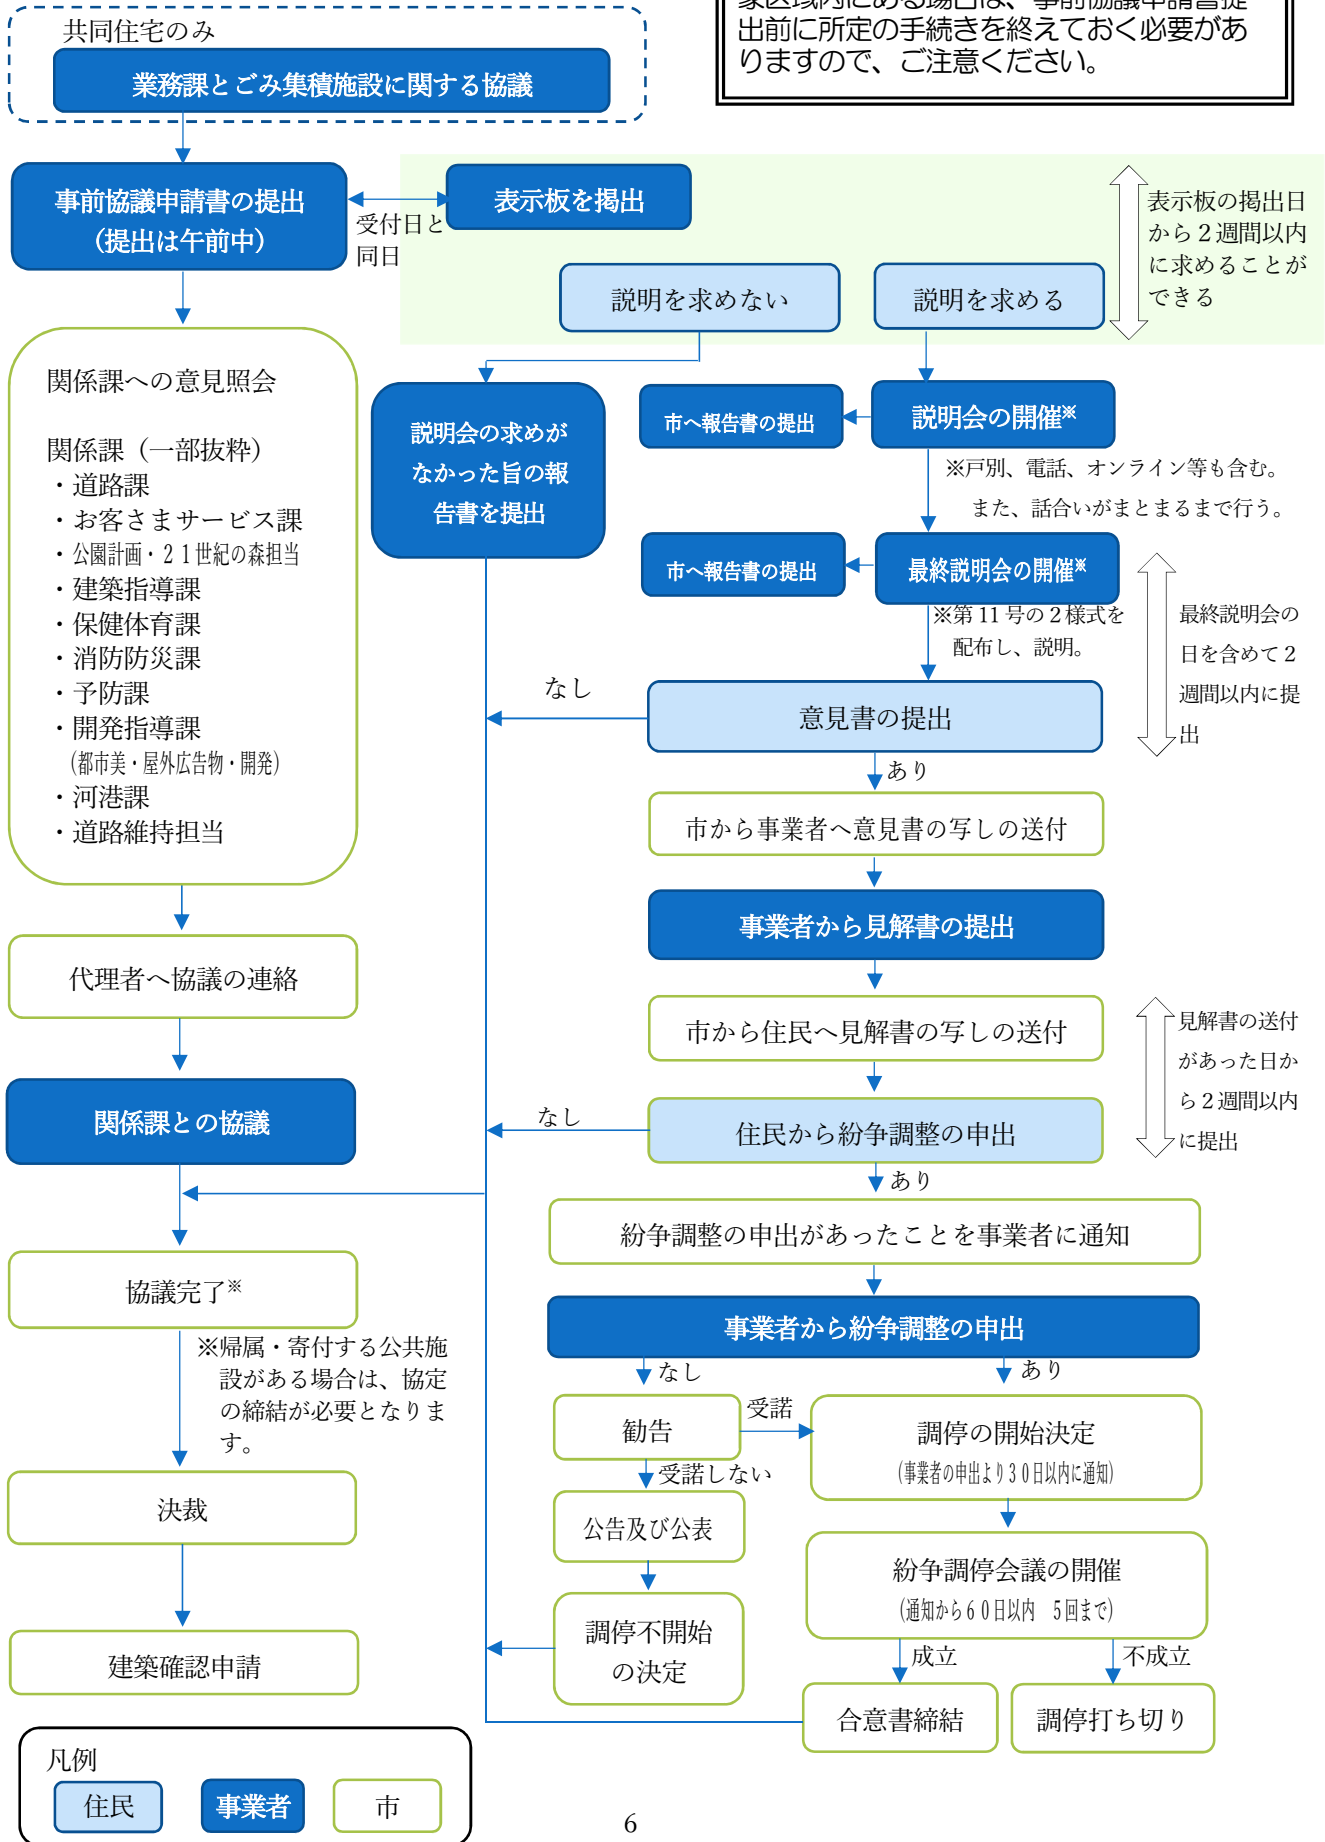 共同住宅のみ
業務課とごみ集積施設に関する協議
出前に所定の手続きを終えておく必要があ
りますので、ご注意ください。
事前協議申請書の提出
（提出は午前中）
受付日と
同日
表示板を掲出
表示板の掲出日
から２週間以内
に求めることが
できる
説明を求めない
説明を求める
関係課への意見照会
関係課（一部抜粋）
・道路課
・お客さまサービス課
・公園計画・２１世紀の森担当
・建築指導課
・保健体育課
・消防防災課
・予防課
・開発指導課
（都市美・屋外広告物・開発）
・河港課
・道路維持担当
説明会の求めが
なかった旨の報
告書を提出
市へ報告書の提出
説明会の開催※
※戸別、電話、オンライン等も含む。
また、話合いがまとまるまで行う。
市へ報告書の提出
最終説明会の開催※
※第 11 号の２様式を
配布し、説明。
最終説明会の
日を含めて２
週間以内に提
出
なし
意見書の提出
あり
市から事業者へ意見書の写しの送付
事業者から見解書の提出
代理者へ協議の連絡
市から住民へ見解書の写しの送付
見解書の送付
があった日か
ら２週間以内
に提出
関係課との協議
なし
住民から紛争調整の申出
あり
紛争調整の申出があったことを事業者に通知
協議完了※
※帰属・寄付する公共施
設がある場合は、協定
の締結が必要となりま
す。
事業者から紛争調整の申出
なし
あり
勧告
受諾
調停の開始決定
（事業者の申出より３０日以内に通知）
受諾しない
決裁
公告及び公表
紛争調停会議の開催
（通知から６０日以内　５回まで）
調停不開始
の決定
成立
不成立
建築確認申請
合意書締結
調停打ち切り
凡例
住民
事業者
市
6